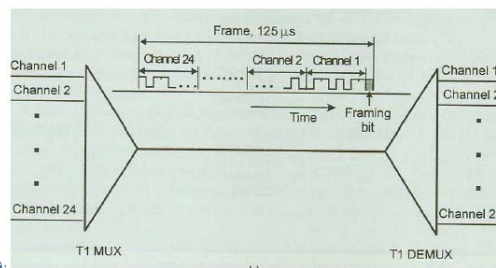 Frame, 125 μs
Channel 24 Channel 2 Channel 1
Channel 1 Channel 1
Channel 2 Channel 2
Time Framing
bit
Channel 24 Channel 2
T1 MUX T1 DEMUX